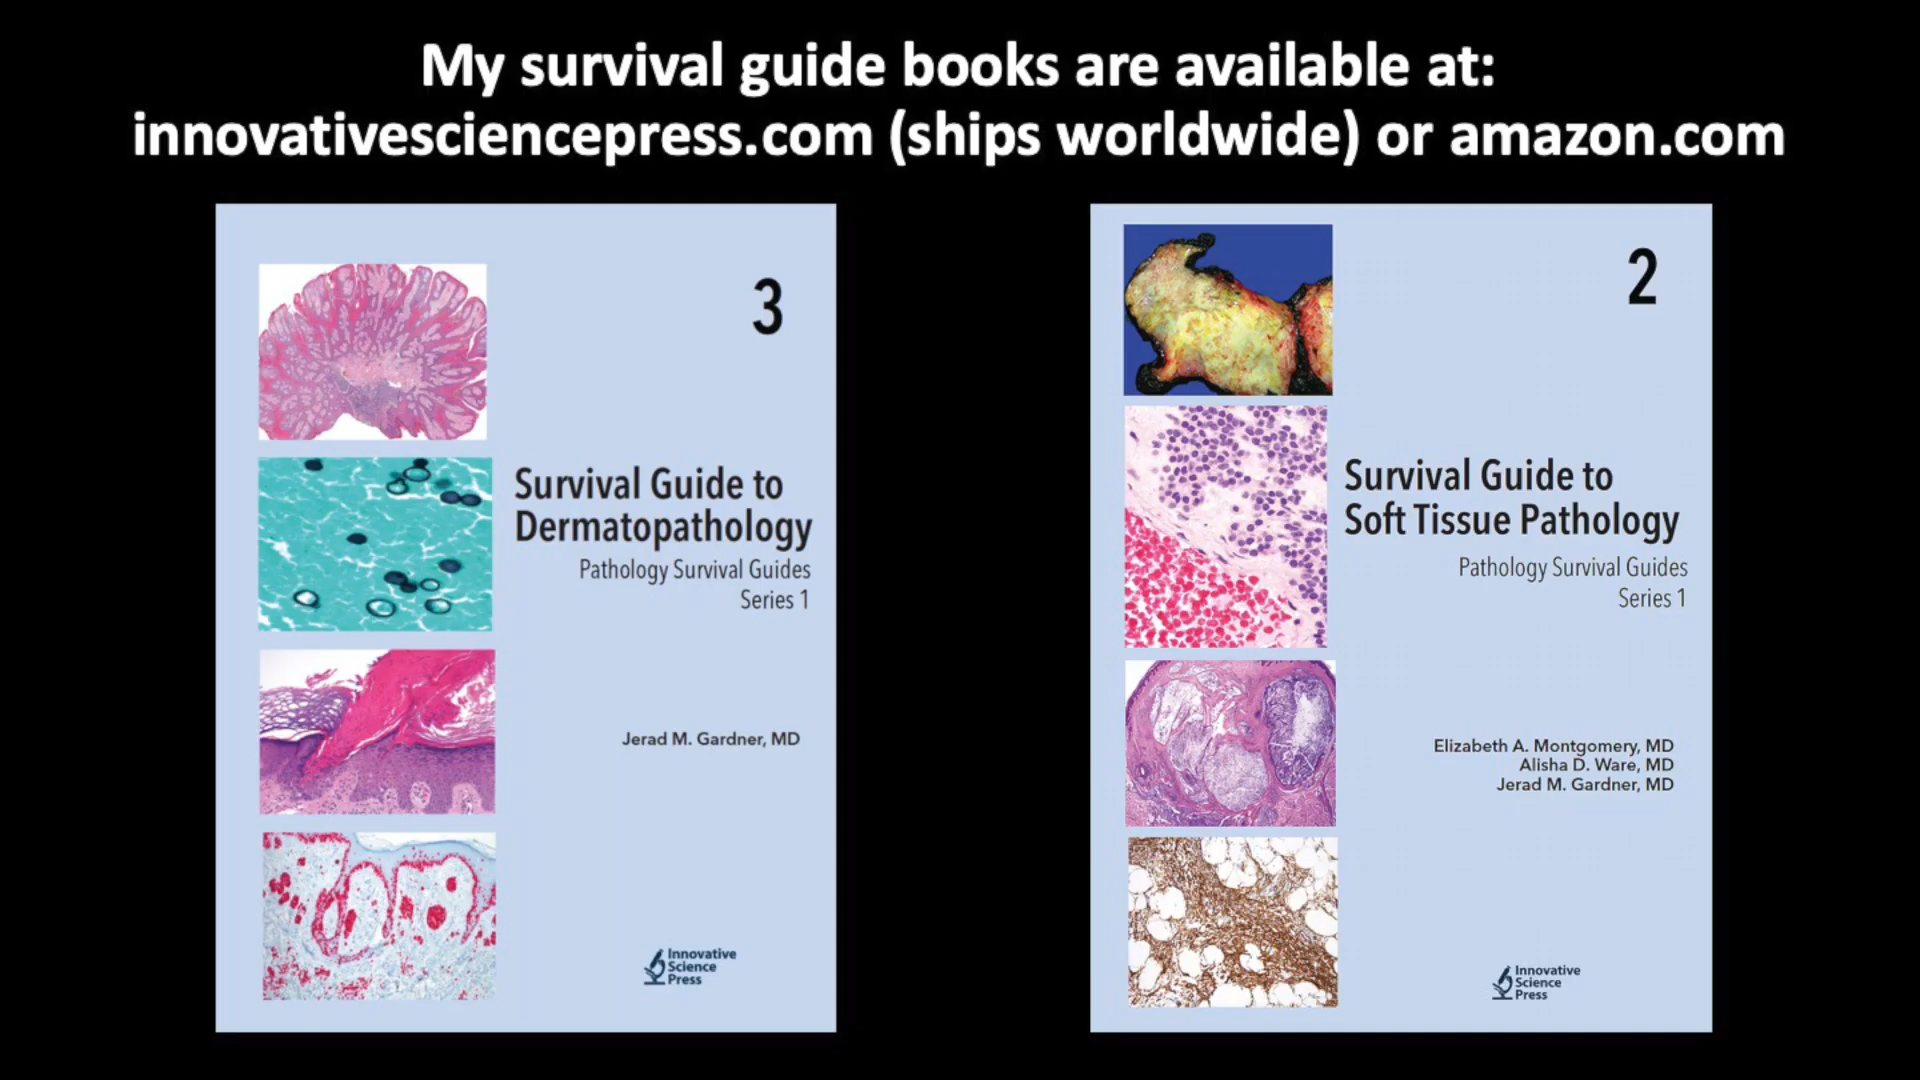 My survival guide books are available at:
innovativesciencepress.com (ships worldwide) or amazon.com
3
Survival Guide to
Dermatopathology
Pathology Survival Guides
Series 1
Jerad M. Gardner, MD
Innovative
Science
Press
2
Survival Guide to
Soft Tissue Pathology
Pathology Survival Guides
Series 1
Elizabeth A. Montgomery, MD
Alisha D. Ware, MD
Jerad M. Gardner, MD
Innovative
Science
Press